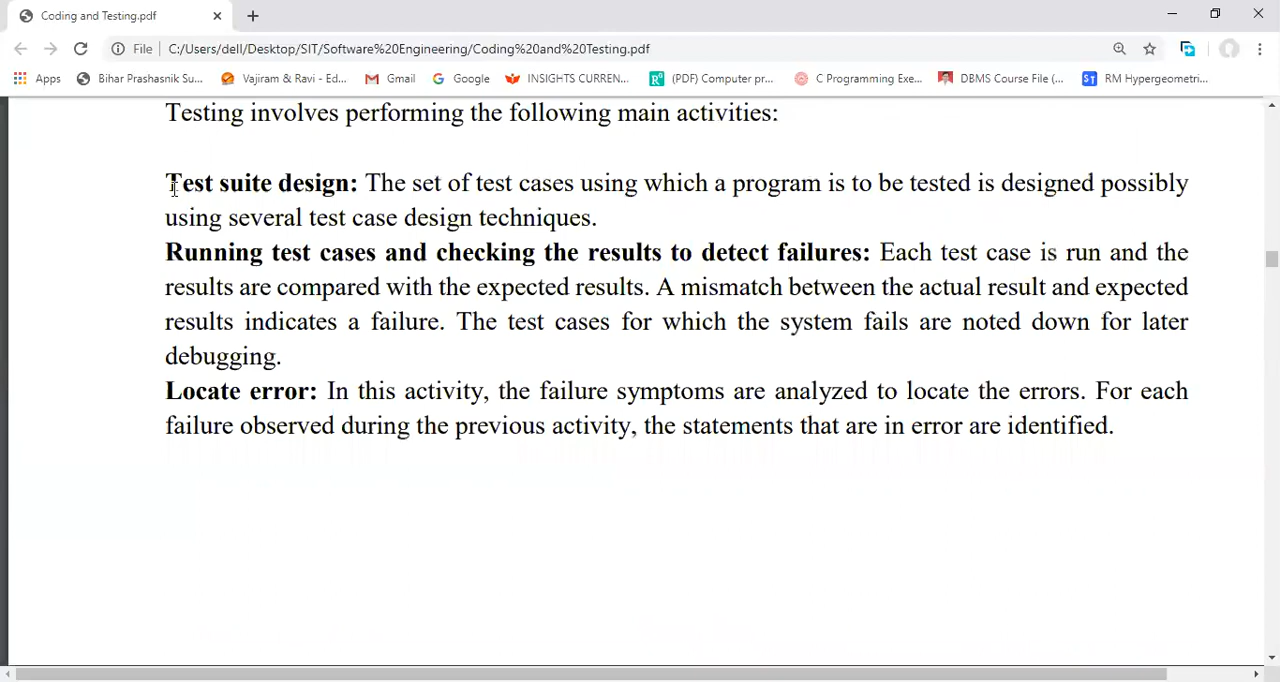 Coding and Testing.pdf
File C:/Users/dell/Desktop/SIT/Software%20Engineering/Coding%20and%20Testing.pdf
Apps Bihar Prashasnik Su... Vajiram & Ravi - Ed... Gmail Google INSIGHTS CURREN... (PDF) Computer pr... C Programming Exe... DBMS Course File (... RM Hypergeometri...
Testing involves performing the following main activities:
Test suite design: The set of test cases using which a program is to be tested is designed possibly
using several test case design techniques.
Running test cases and checking the results to detect failures: Each test case is run and the
results are compared with the expected results. A mismatch between the actual result and expected
results indicates a failure. The test cases for which the system fails are noted down for later
debugging.
Locate error: In this activity, the failure symptoms are analyzed to locate the errors. For each
failure observed during the previous activity, the statements that are in error are identified.